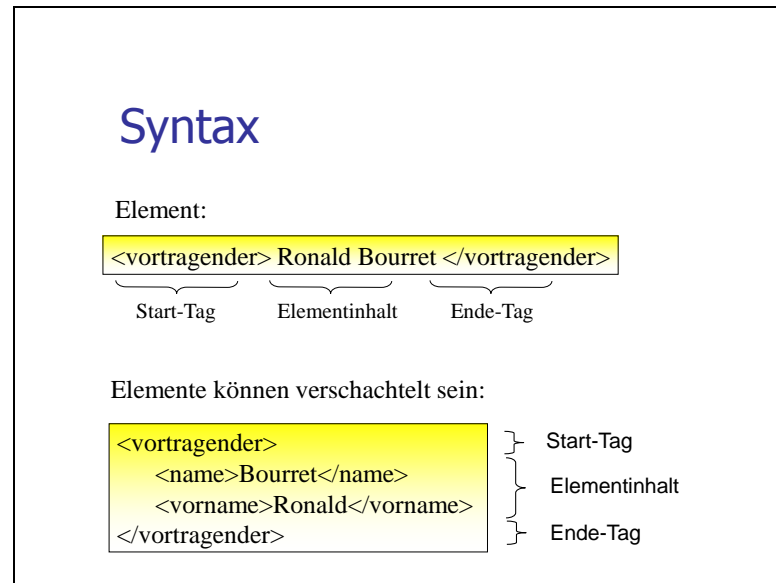 Syntax
Element:
<vortragender> Ronald Bourret </vortragender>
Start-Tag Elementinhalt Ende-Tag
Elemente können verschachtelt sein:
<vortragender> Start-Tag
<name>Bourret</name>
Elementinhalt
<vorname>Ronald</vorname>
</vortragender> Ende-Tag